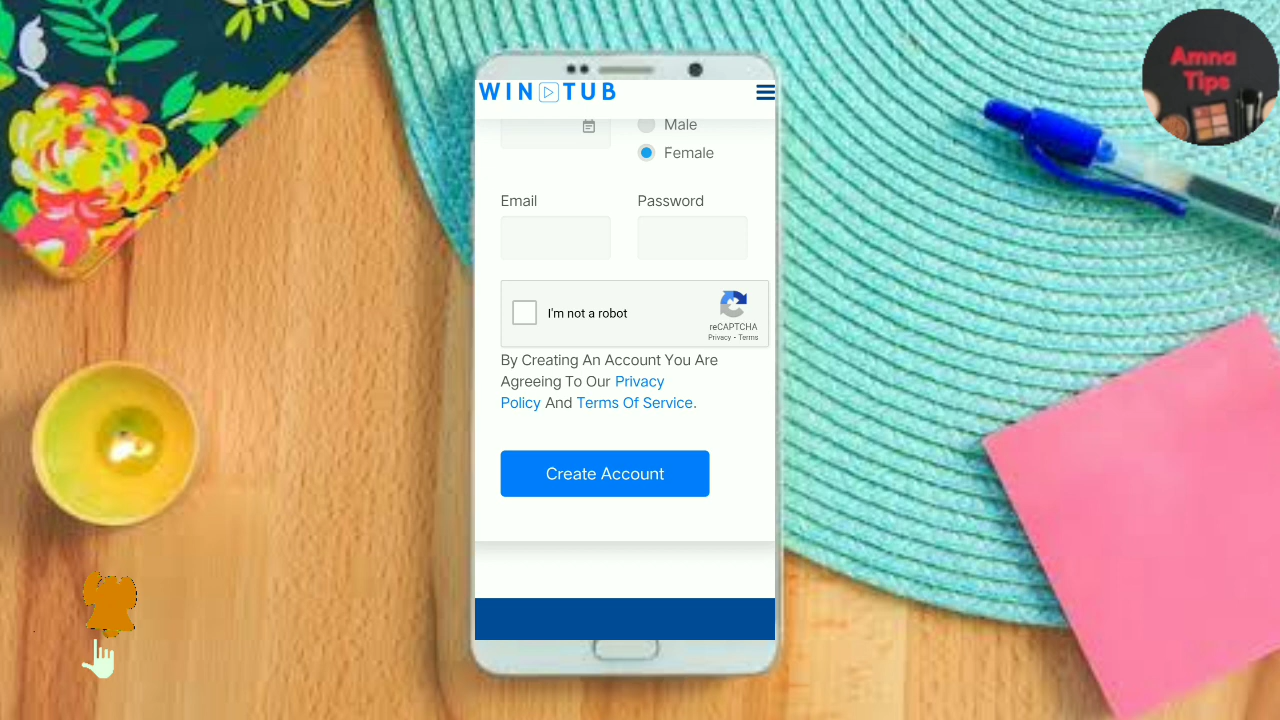 Amna
Tips
WIN TUB
Male
Female
Email Password
I'm not a robot
reCAPTCHA
Privacy - Terms
By Creating An Account You Are
Agreeing To Our Privacy
Policy And Terms Of Service.
Create Account